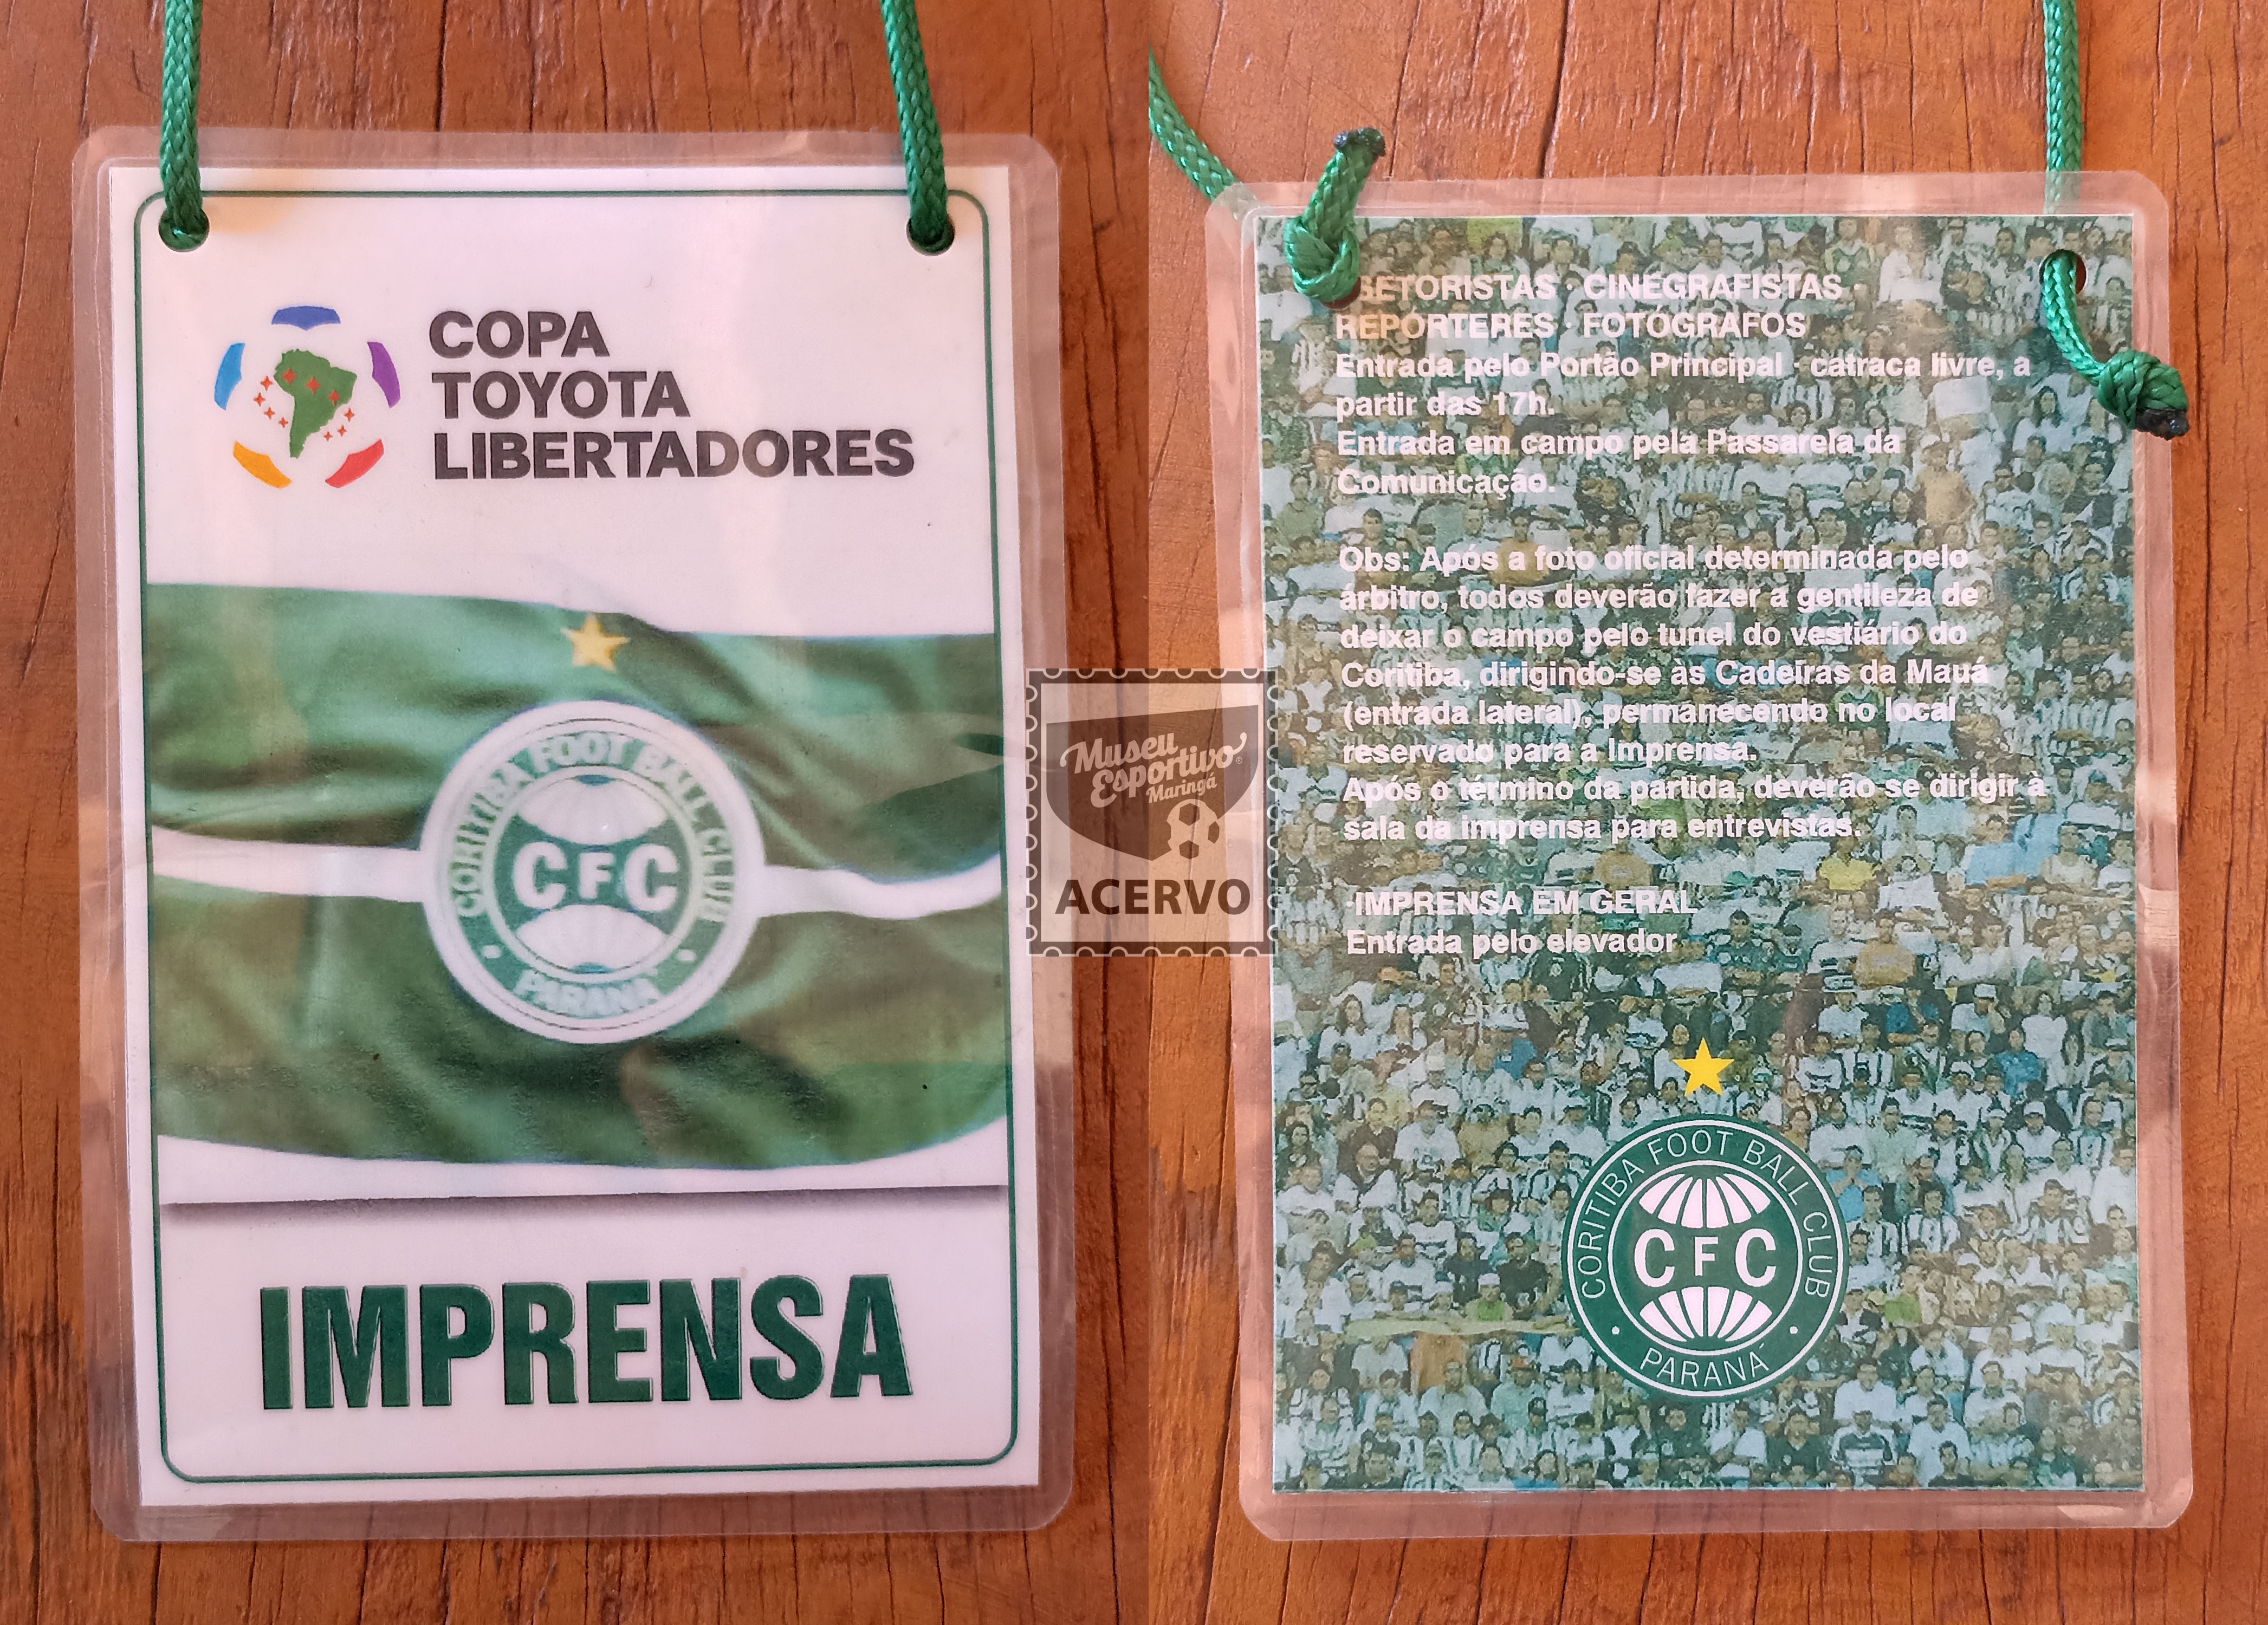 COPA
TOYOTA
LIBERTADORES
CORITIBA FOOT BALL CLUB
CFC
PARANÁ
IMPRENSA
Museu
Esportivo
Maringá
ACERVO
SETORISTAS · CINEGRAFISTAS ·
REPÓRTERES · FOTÓGRAFOS
Entrada pelo Portão Principal - catraca livre, a
partir das 17h.
Entrada em campo pela Passarela da
Comunicação.
Obs: Após a foto oficial determinada pelo
árbitro, todos deverão fazer a gentileza de
deixar o campo pelo tunel do vestiário do
Coritiba, dirigindo-se às Cadeiras da Mauá
(entrada lateral), permanecendo no local
reservado para a Imprensa.
Após o término da partida, deverão se dirigir à
sala da imprensa para entrevistas.
·IMPRENSA EM GERAL
Entrada pelo elevador
CORITIBA FOOT BALL CLUB
CFC
PARANÁ